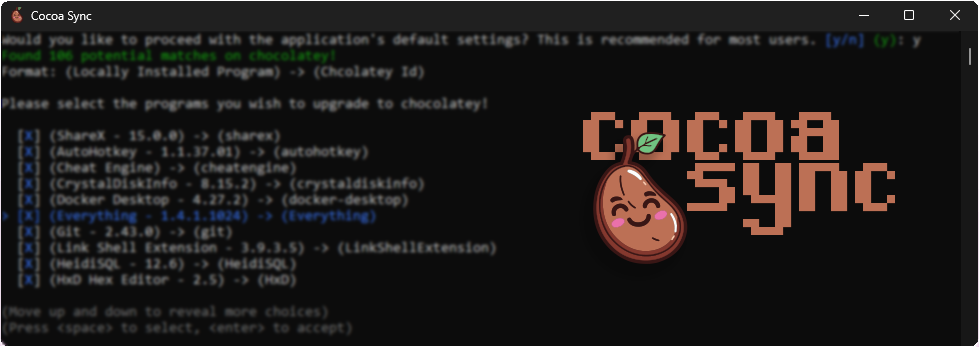 Cocoa Sync
Would you like to proceed with the application's default settings? This is recommended for most users. [y/n] (y): y
Found 106 potential matches on chocolatey!
Format: (Locally Installed Program) -> (Chcolatey Id)
Please select the programs you wish to upgrade to chocolatey!
[X] (ShareX - 15.0.0) -> (sharex)
[X] (AutoHotkey - 1.1.37.01) -> (autohotkey)
[X] (Cheat Engine) -> (cheatengine)
[X] (CrystalDiskInfo - 8.15.2) -> (crystaldiskinfo)
[X] (Docker Desktop - 4.27.2) -> (docker-desktop)
> [X] (Everything - 1.4.1.1024) -> (Everything)
[X] (Git - 2.43.0) -> (git)
[X] (Link Shell Extension - 3.9.3.5) -> (LinkShellExtension)
[X] (HeidiSQL - 12.6) -> (HeidiSQL)
[X] (HxD Hex Editor - 2.5) -> (HxD)
(Move up and down to reveal more choices)
(Press <space> to select, <enter> to accept)
cocoa
sync